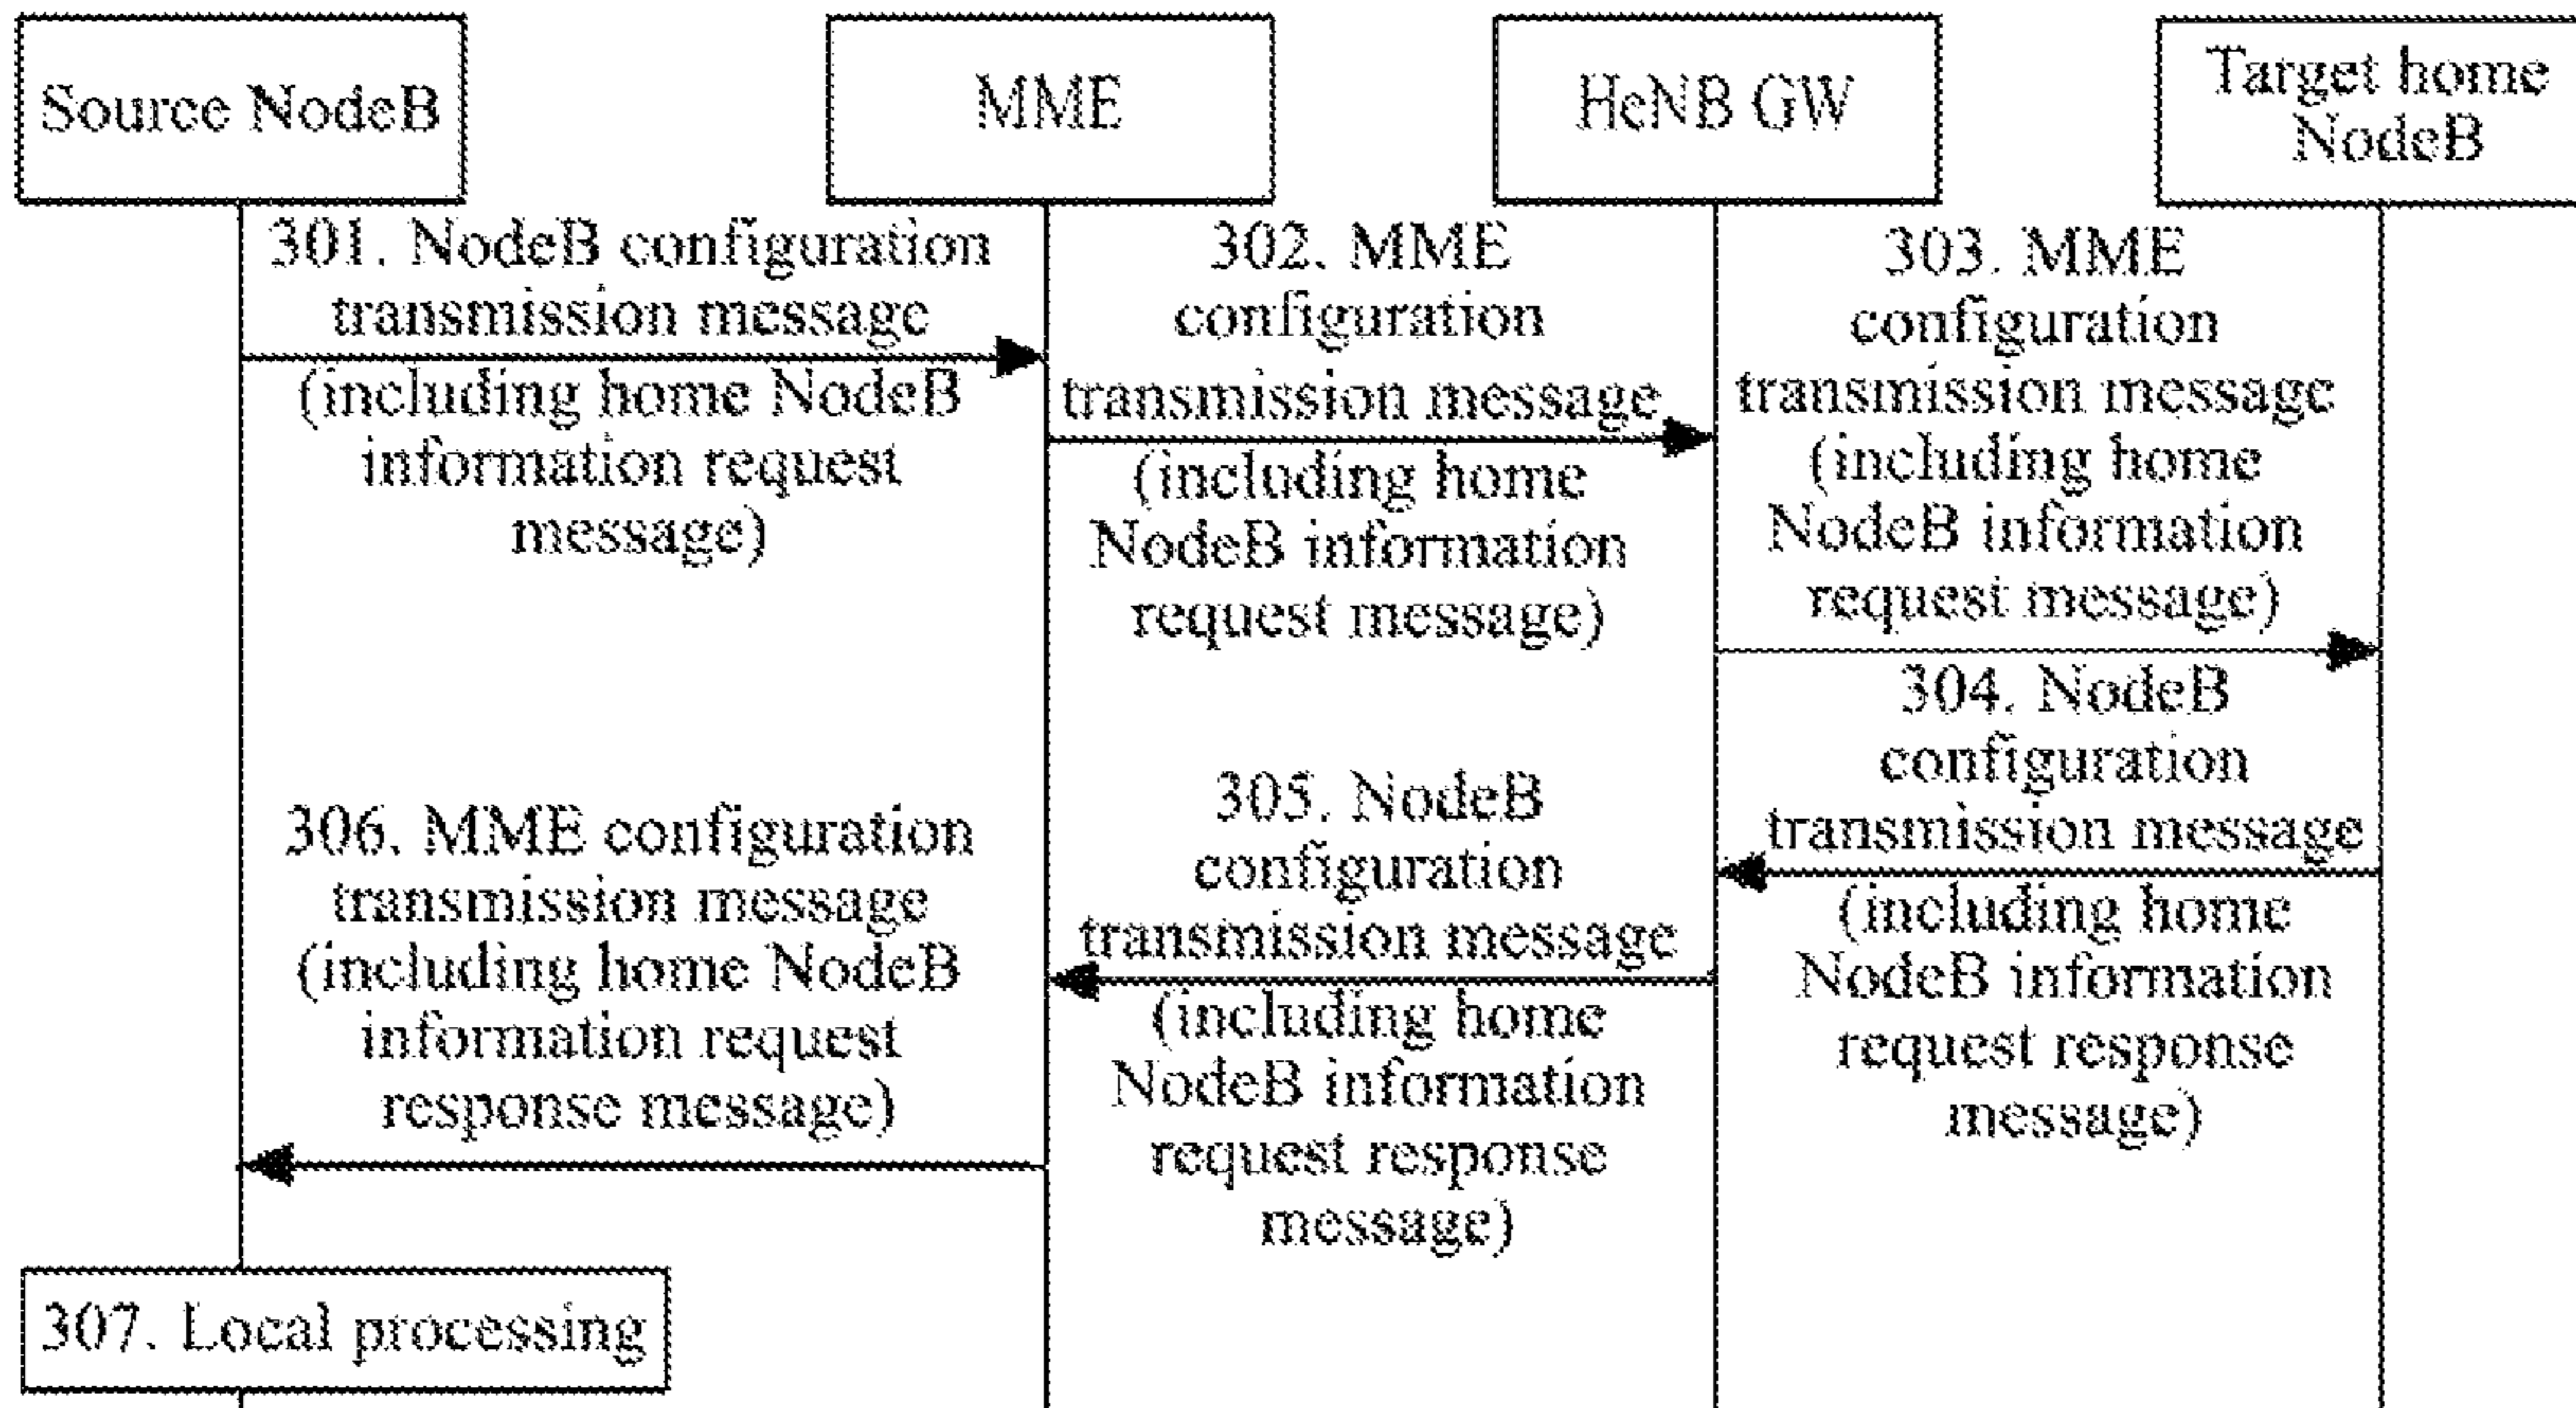 Source NodeB
MME
HeNB GW
Target home
NodeB
301. NodeB configuration
transmission message
(including home NodeB
information request
message)
302. MME
configuration
transmission message
(including home
NodeB information
request message)
303. MME
configuration
transmission message
(including home
NodeB information
request message)
304. NodeB
configuration
transmission message
(including home
NodeB information
request response
message)
305. NodeB
configuration
transmission message
(including home
NodeB information
request response
message)
306. MME configuration
transmission message
(including home NodeB
information request
response message)
307. Local processing